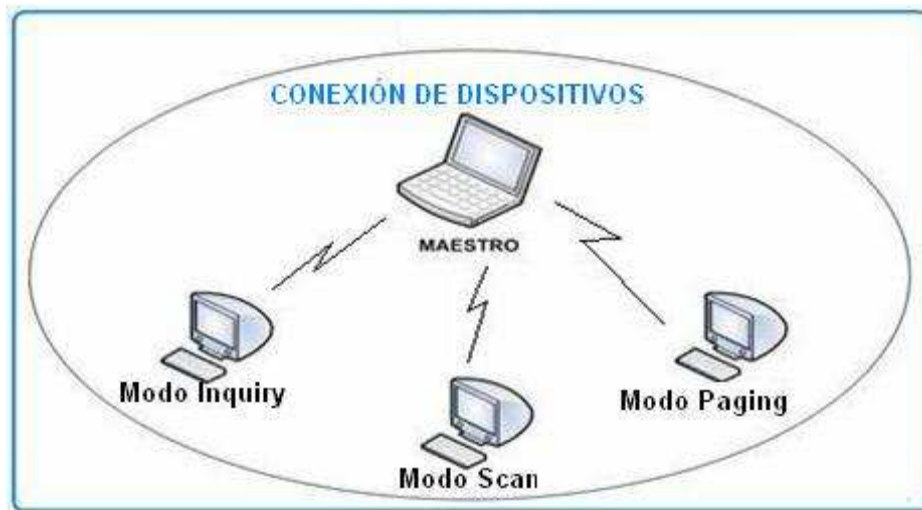 CONEXIÓN DE DISPOSITIVOS
MAESTRO
Modo Inquiry
Modo Paging
Modo Scan